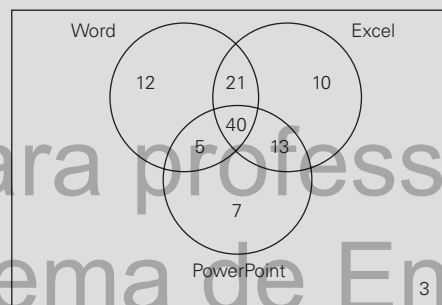 Word Excel
12 21 10
40
5 13
7
PowerPoint
3
ara profess
ema de En